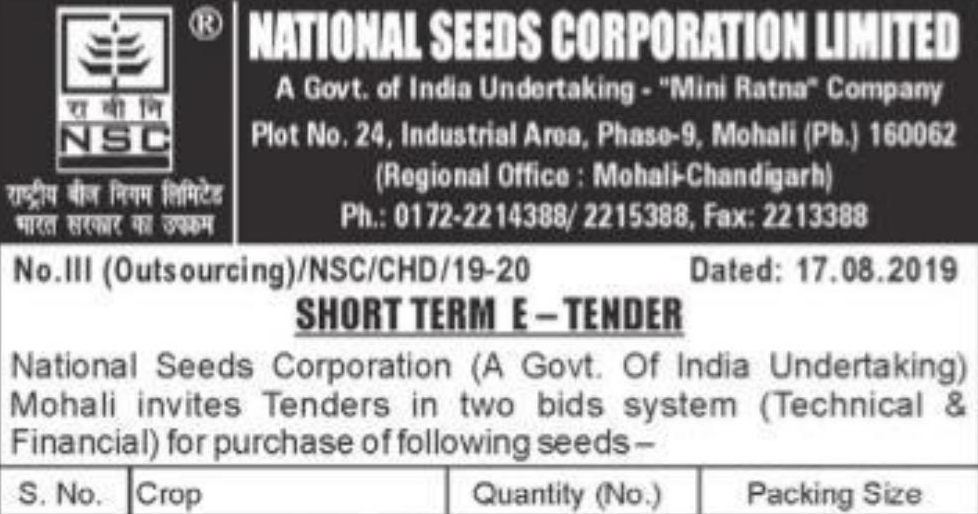 ®
रा बी नि
NSC
राष्ट्रीय बीज निगम लिमिटेड
भारत सरकार का उपक्रम
NATIONAL SEEDS CORPORATION LIMITED
A Govt. of India Undertaking - "Mini Ratna" Company
Plot No. 24, Industrial Area, Phase-9, Mohali (Pb.) 160062
(Regional Office : Mohali-Chandigarh)
Ph.: 0172-2214388/ 2215388, Fax: 2213388
No.III (Outsourcing)/NSC/CHD/19-20 Dated: 17.08.2019
SHORT TERM E – TENDER
National Seeds Corporation (A Govt. Of India Undertaking)
Mohali invites Tenders in two bids system (Technical &
Financial) for purchase of following seeds –
S. No. Crop Quantity (No.) Packing Size